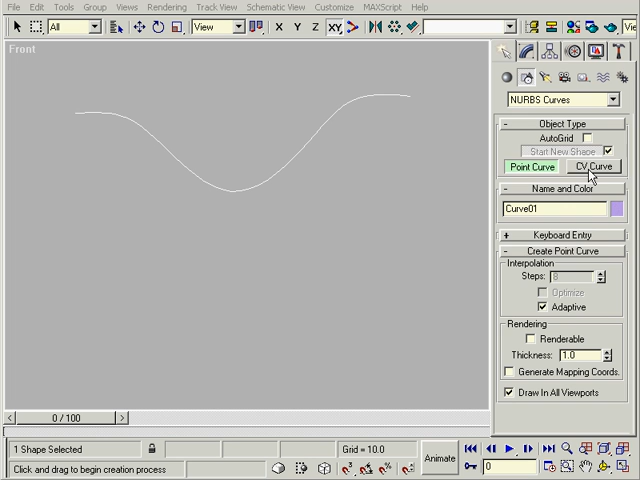 File Edit Tools Group Views Rendering Track View Schematic View Customize MAXScript Help
All View X Y Z XY
Front
NURBS Curves
- Object Type
AutoGrid
Start New Shape
Point Curve CV Curve
- Name and Color
Curve01
+ Keyboard Entry
- Create Point Curve
Interpolation
Steps: 8
Optimize
Adaptive
Rendering
Renderable
Thickness: 1.0
Generate Mapping Coords.
Draw In All Viewports
< 0 / 100 >
1 Shape Selected Grid = 10.0
Animate
Click and drag to begin creation process
0